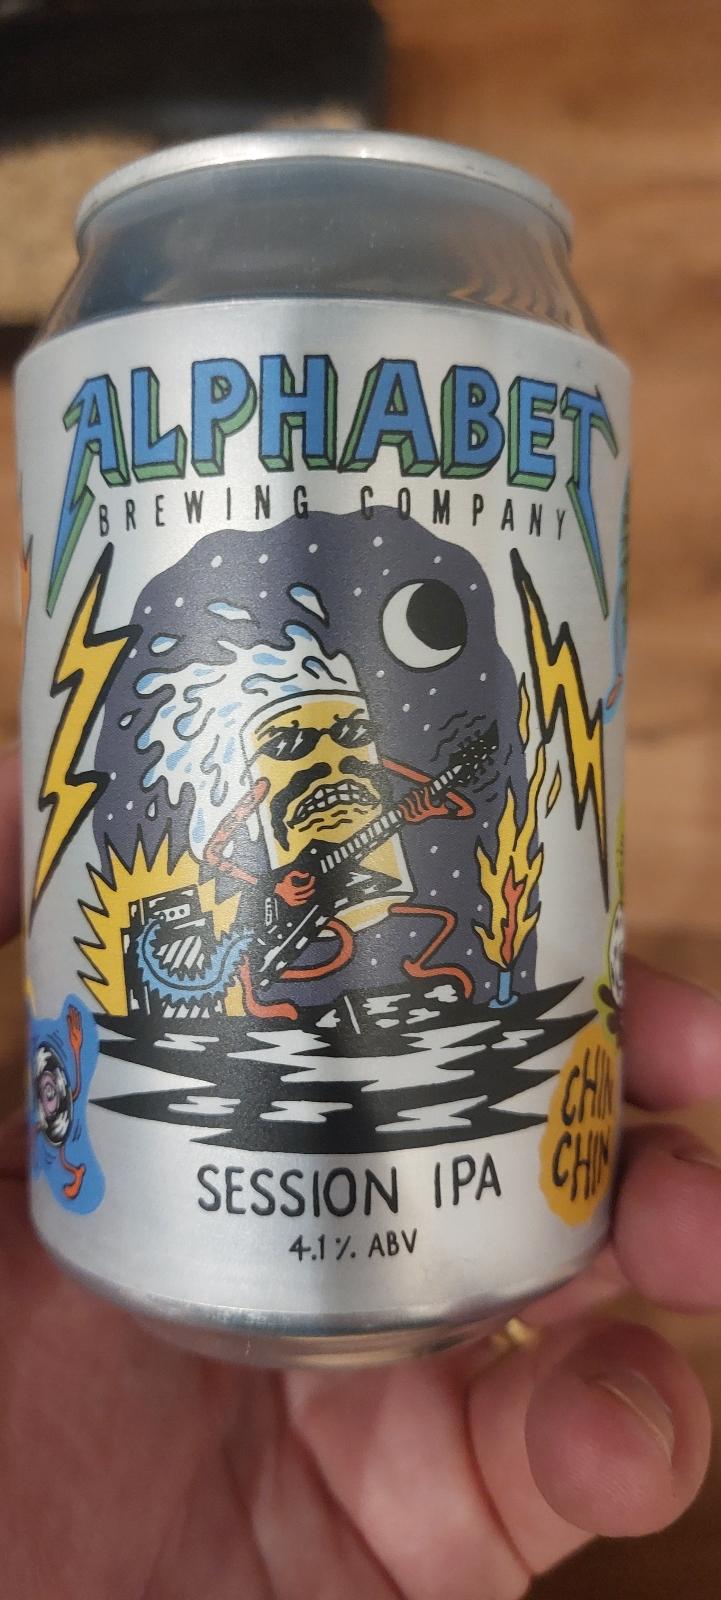 ALPHABET
BREWING COMPANY
CHIN
CHIN
SESSION IPA
4.1% ABV